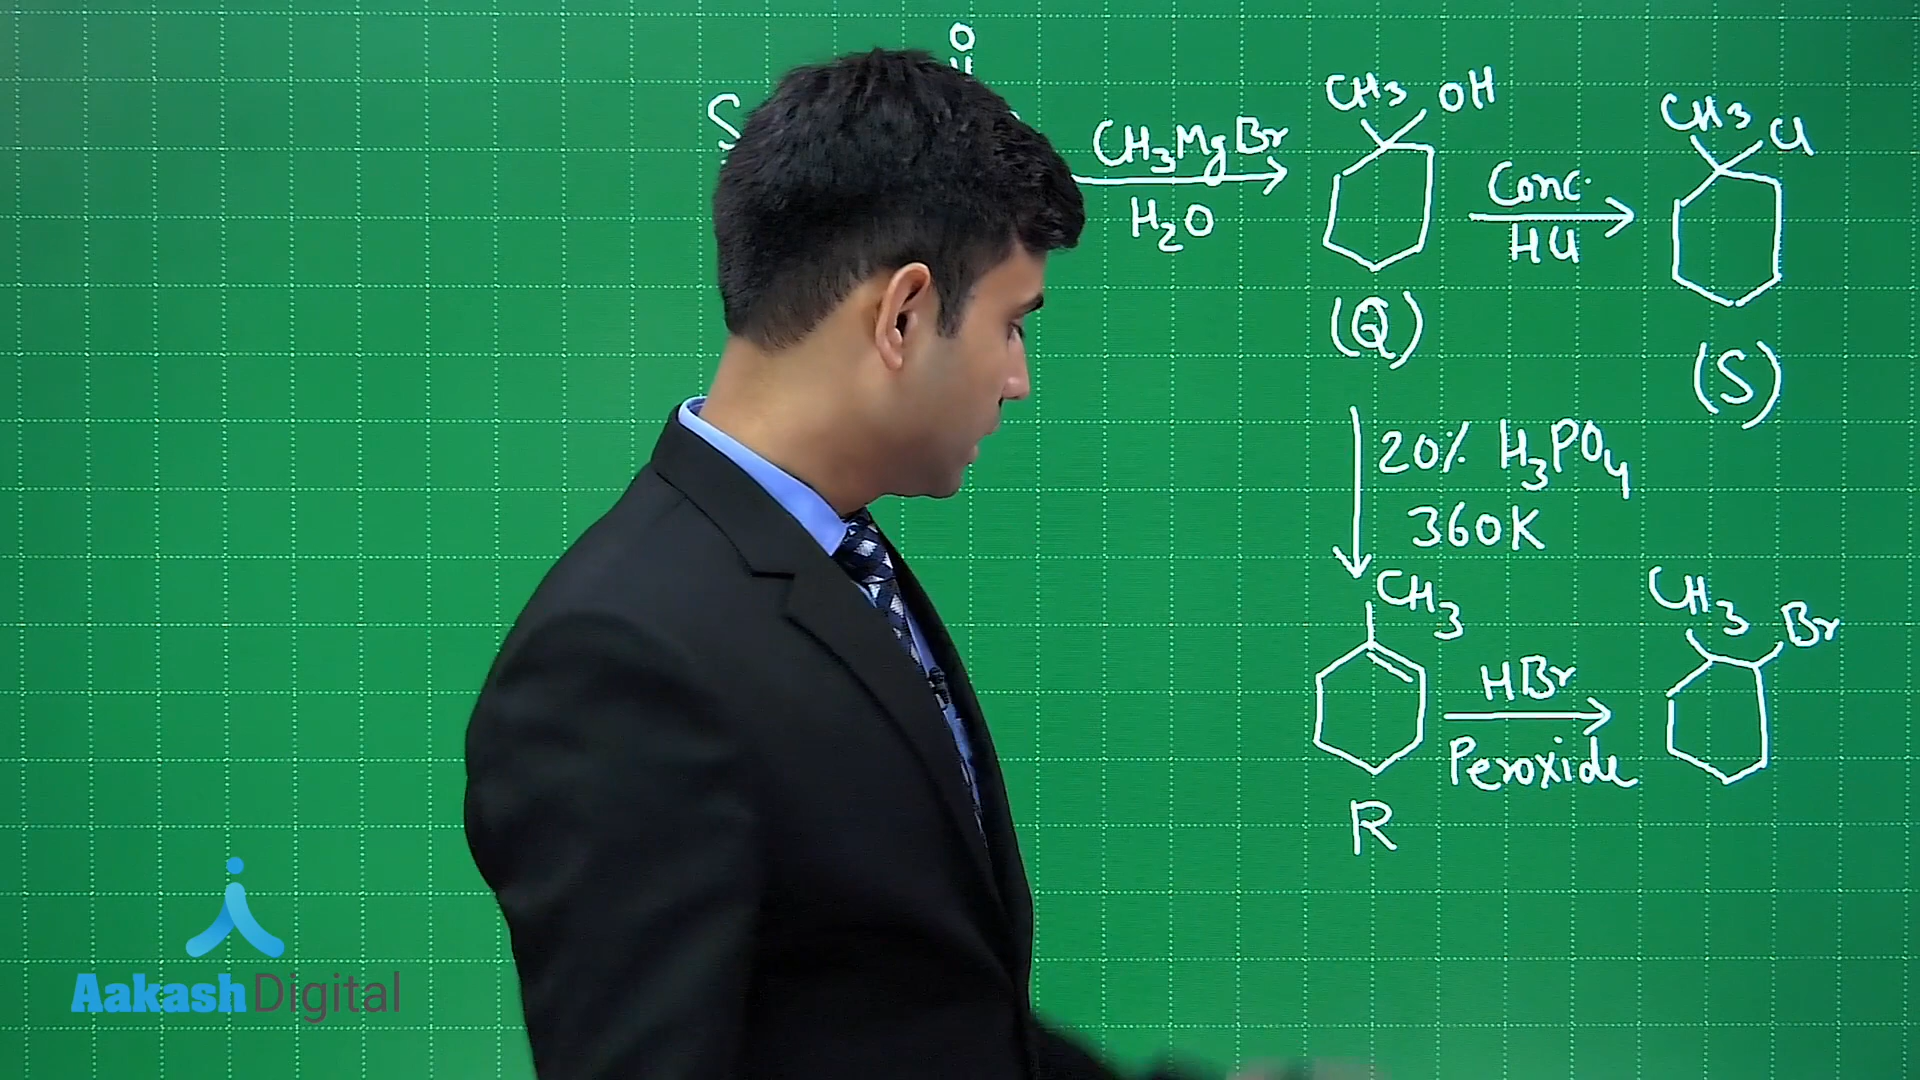 O
CH3MgBr
H2O
CH3 OH
(Q)
Conc.
HCl
CH3 Cl
(S)
20% H3PO4
360K
CH3
R
HBr
Peroxide
CH3 Br
Aakash Digital